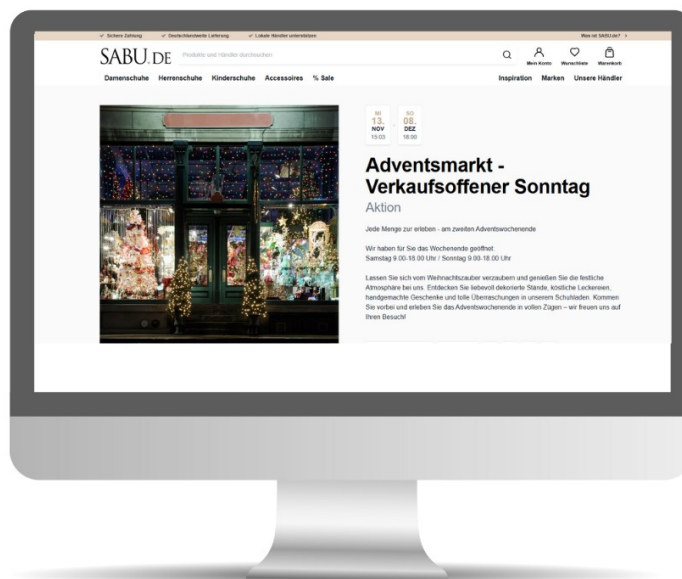 ✓ Sichere Zahlung ✓ Deutschlandweite Lieferung ✓ Lokale Händler unterstützen Was ist SABU.de? ›
SABU.DE Produkte und Händler durchsuchen Mein Konto Wunschliste Warenkorb
Damenschuhe Herrenschuhe Kinderschuhe Accessoires % Sale Inspiration Marken Unsere Händler
MI SO
13. - 08.
NOV DEZ
15:03 18:00
Adventsmarkt -
Verkaufsoffener Sonntag
Aktion
Jede Menge zur erleben - am zweiten Adventswochenende
Wir haben für Sie das Wochenende geöffnet.
Samstag 9.00-18.00 Uhr / Sonntag 9.00-18.00 Uhr
Lassen Sie sich vom Weihnachtszauber verzaubern und genießen Sie die festliche
Atmosphäre bei uns. Entdecken Sie liebevoll dekorierte Stände, köstliche Leckereien,
handgemachte Geschenke und tolle Überraschungen in unserem Schuhladen. Kommen
Sie vorbei und erleben Sie das Adventswochenende in vollen Zügen – wir freuen uns auf
Ihren Besuch!